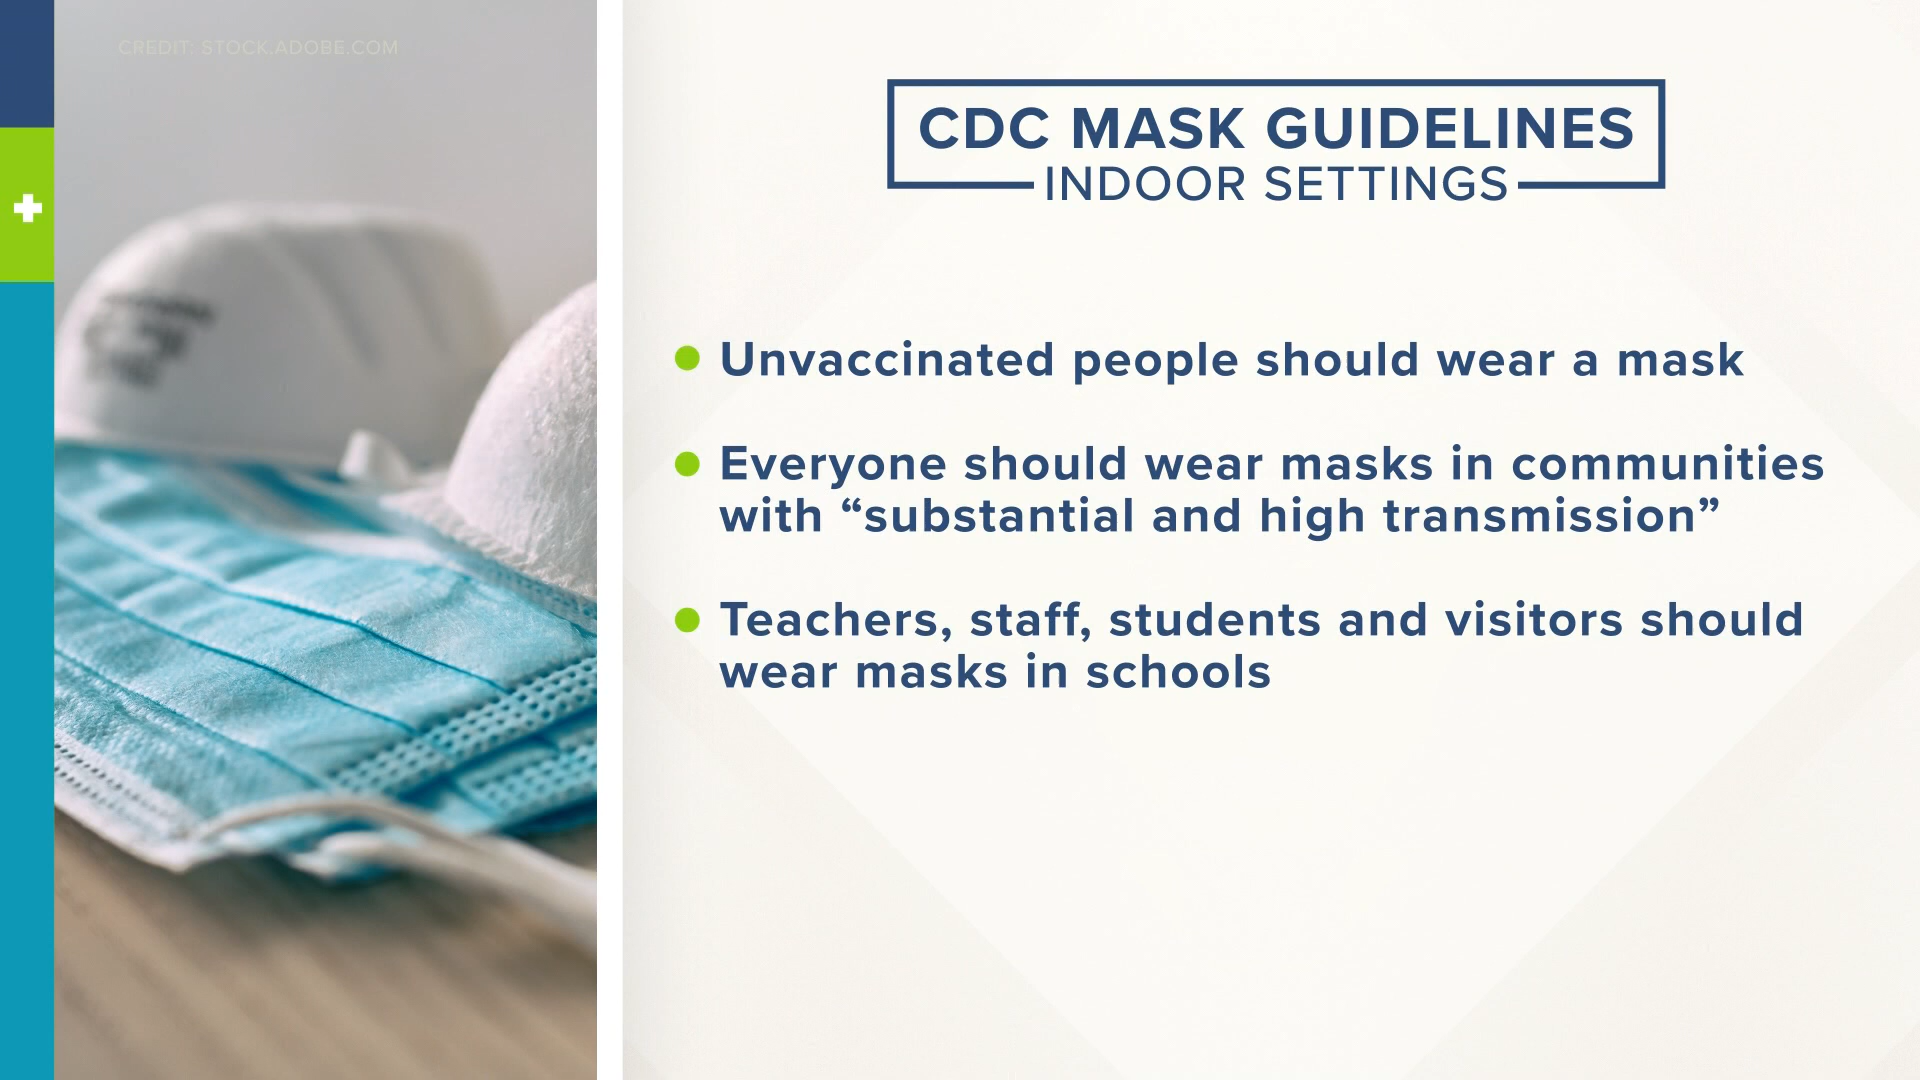 CREDIT: STOCK.ADOBE.COM
CDC MASK GUIDELINES
INDOOR SETTINGS
Unvaccinated people should wear a mask
Everyone should wear masks in communities
with “substantial and high transmission”
Teachers, staff, students and visitors should
wear masks in schools